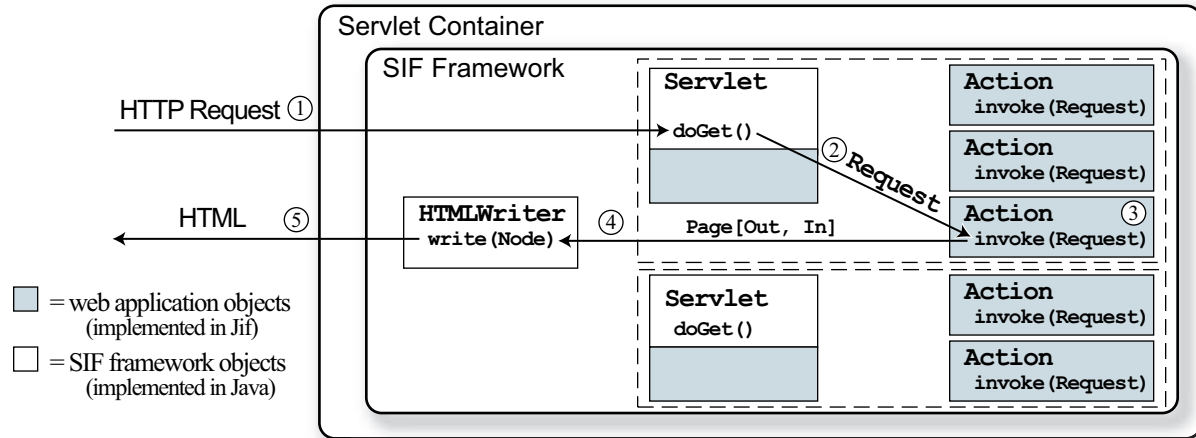 Servlet Container
SIF Framework
HTTP Request ①
Servlet
doGet()
② Request
Action
invoke(Request)
Action
invoke(Request)
Action ③
invoke(Request)
HTML ⑤
HTMLWriter
write(Node)
④ Page[Out, In]
Servlet
doGet()
Action
invoke(Request)
Action
invoke(Request)
= web application objects
(implemented in Jif)
= SIF framework objects
(implemented in Java)